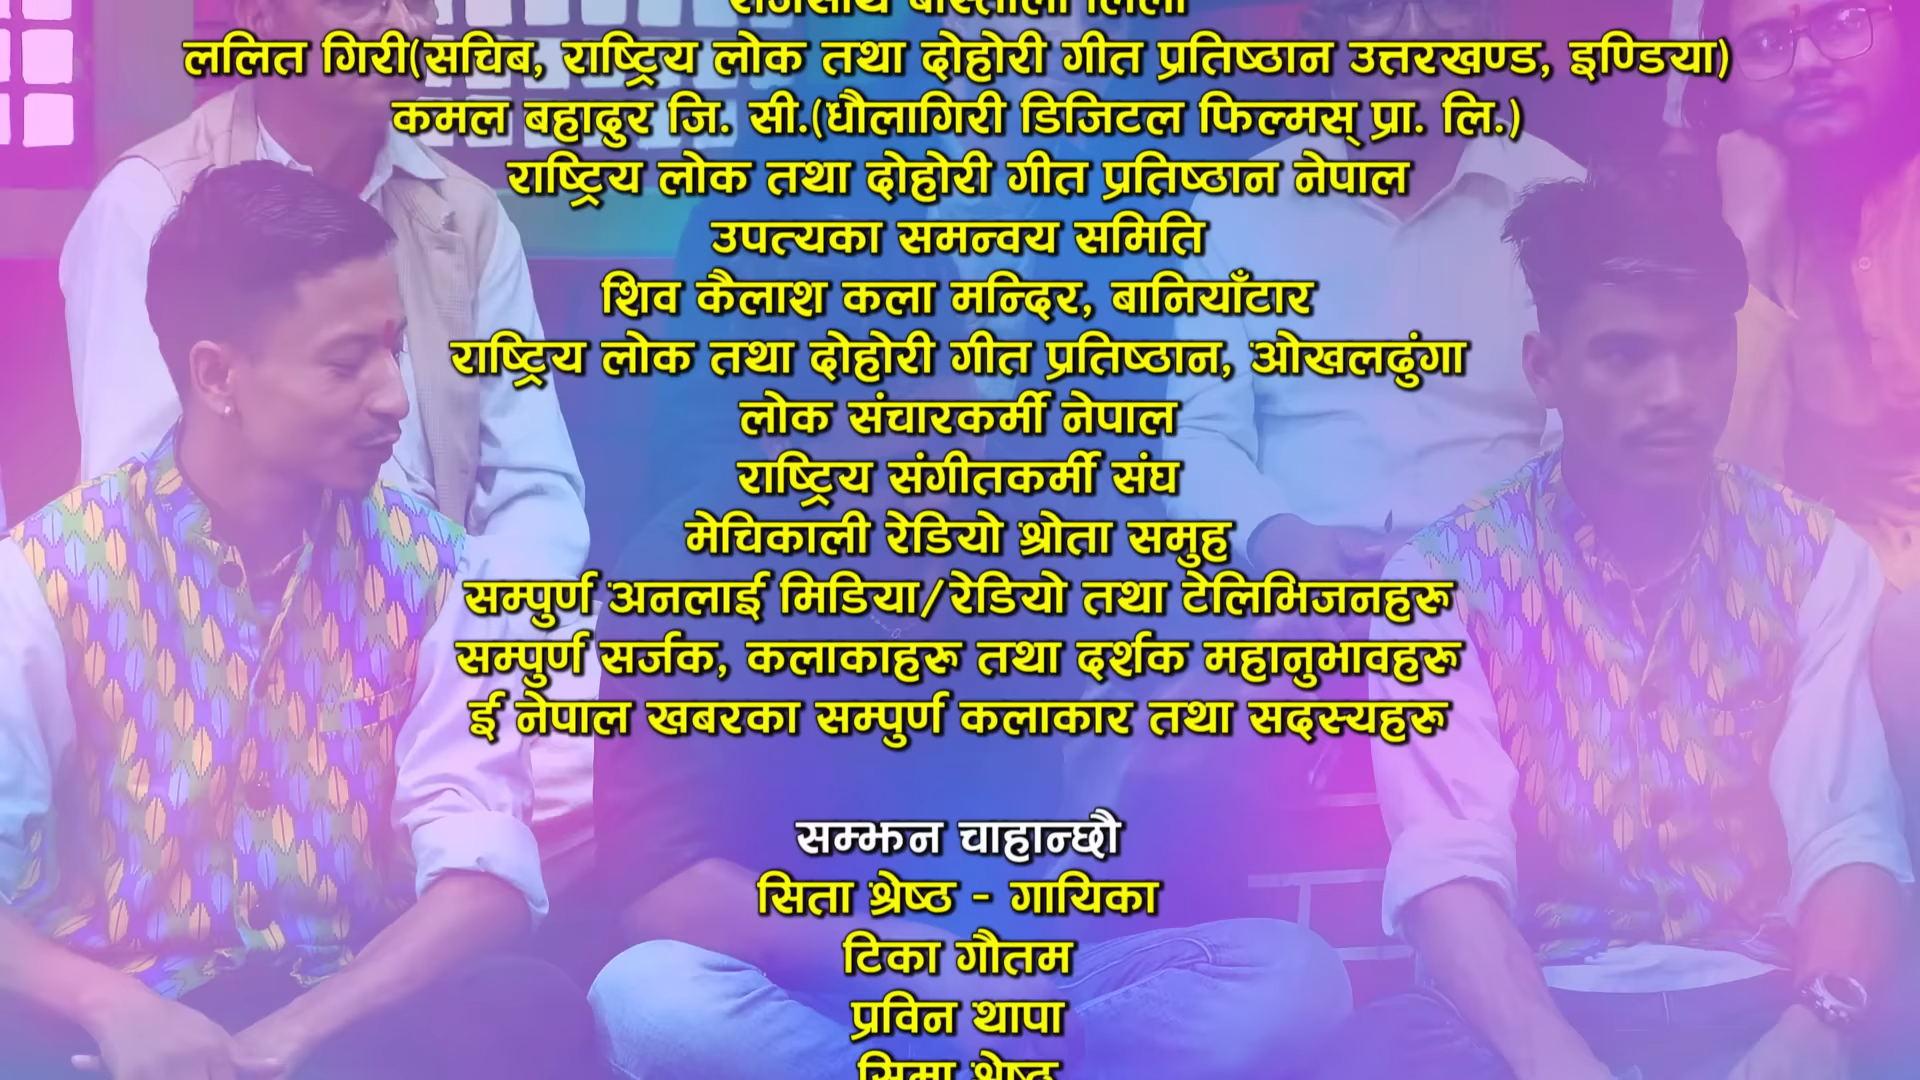 ललित गिरी(सचिब, राष्ट्रिय लोक तथा दोहोरी गीत प्रतिष्ठान उत्तरखण्ड, इण्डिया)
कमल बहादुर जि. सी.(धौलागिरी डिजिटल फिल्मस् प्रा. लि.)
राष्ट्रिय लोक तथा दोहोरी गीत प्रतिष्ठान नेपाल
उपत्यका समन्वय समिति
शिव कैलाश कला मन्दिर, बानियाँटार
राष्ट्रिय लोक तथा दोहोरी गीत प्रतिष्ठान, ओखलढुंगा
लोक संचारकर्मी नेपाल
राष्ट्रिय संगीतकर्मी संघ
मेचिकाली रेडियो श्रोता समुह
सम्पुर्ण अनलाई मिडिया/रेडियो तथा टेलिभिजनहरू
सम्पुर्ण सर्जक, कलाकाहरू तथा दर्शक महानुभावहरू
ई नेपाल खबरका सम्पुर्ण कलाकार तथा सदस्यहरू
सम्झन चाहान्छौ
सिता श्रेष्ठ - गायिका
टिका गौतम
प्रविन थापा
सिमा श्रेष्ठ